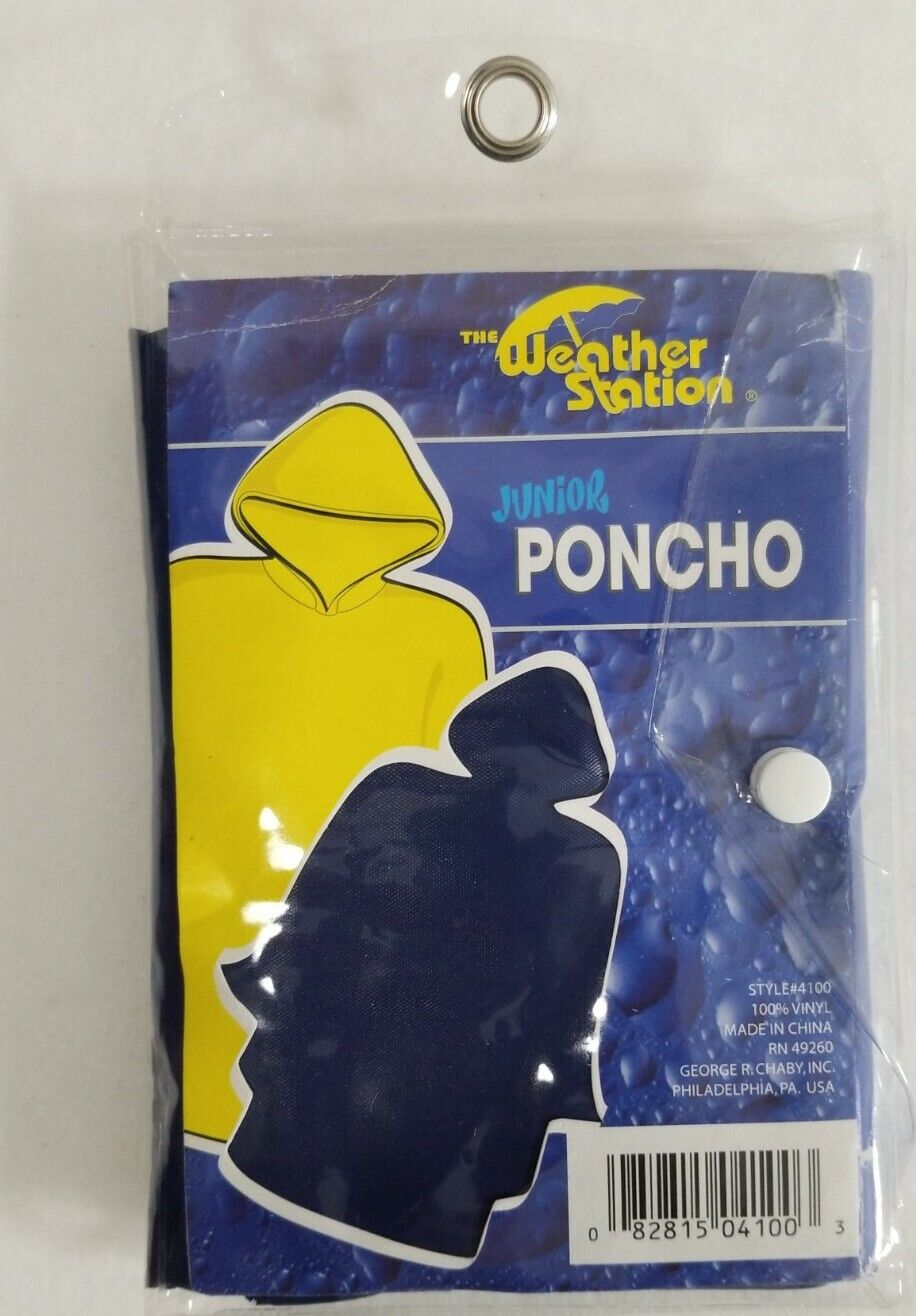 THE Weather
Station ®
JUNiOR
PONCHO
STYLE#4100
100% VINYL
MADE IN CHINA
RN 49260
GEORGE R. CHABY, INC.
PHILADELPHIA, PA. USA
0 82815 04100 3